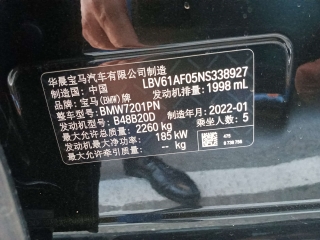 华晨宝马汽车有限公司制造
制造国: 中国 LBV61AF05NS338927
品牌: 宝马(BMW)牌 发动机排量: 1998 mL
整车型号: BMW7201PN
发动机型号: B48B20D 制造年月: 2022-01
最大允许总质量: 2260 kg 乘坐人数: 5
发动机最大净功率: 185 kW
最大允许牵引质量: -- kg